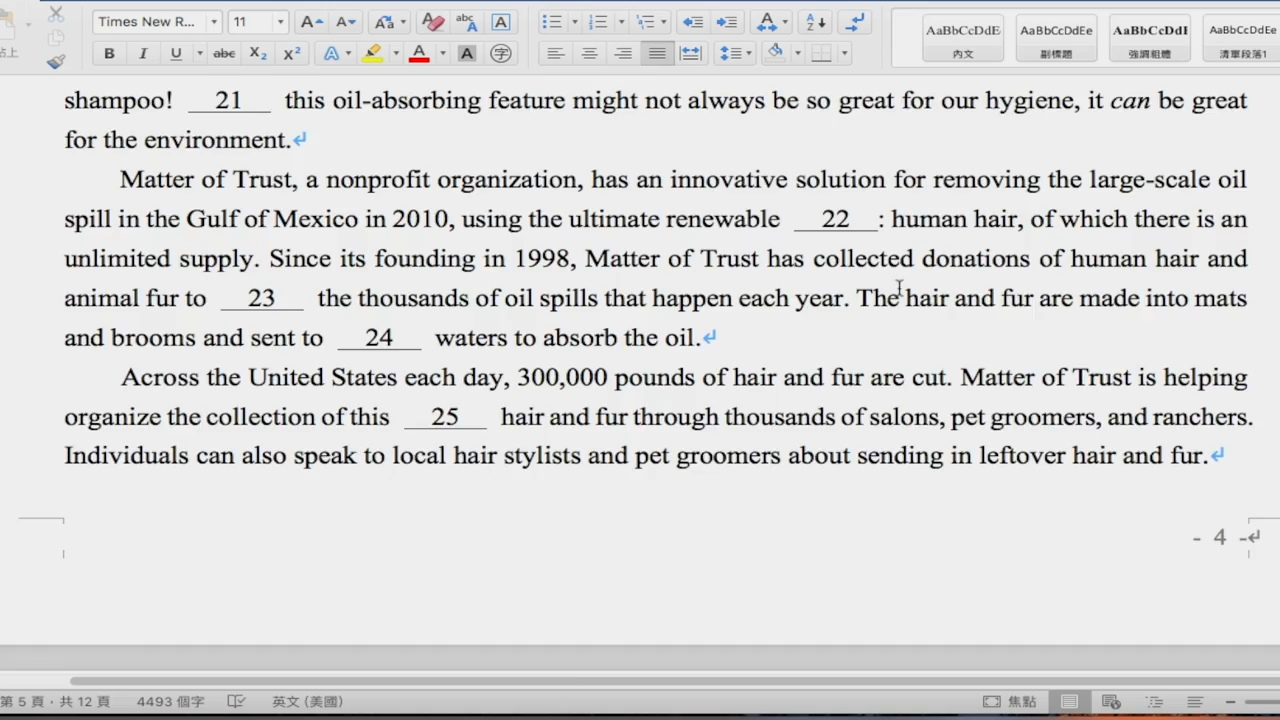 Times New R... 11 A A Aa abc A A
B I U abc X₂ X² A A A 字
AaBbCcDdE AaBbCcDdEe AaBbCcDdI AaBbCcDdEe
內文 副標題 強調粗體 清單段落1
shampoo! 21 this oil-absorbing feature might not always be so great for our hygiene, it can be great
for the environment.
Matter of Trust, a nonprofit organization, has an innovative solution for removing the large-scale oil
spill in the Gulf of Mexico in 2010, using the ultimate renewable 22 : human hair, of which there is an
unlimited supply. Since its founding in 1998, Matter of Trust has collected donations of human hair and
animal fur to 23 the thousands of oil spills that happen each year. The hair and fur are made into mats
and brooms and sent to 24 waters to absorb the oil.
Across the United States each day, 300,000 pounds of hair and fur are cut. Matter of Trust is helping
organize the collection of this 25 hair and fur through thousands of salons, pet groomers, and ranchers.
Individuals can also speak to local hair stylists and pet groomers about sending in leftover hair and fur.
- 4 -
第 5 頁，共 12 頁 4493 個字 英文 (美國) 焦點